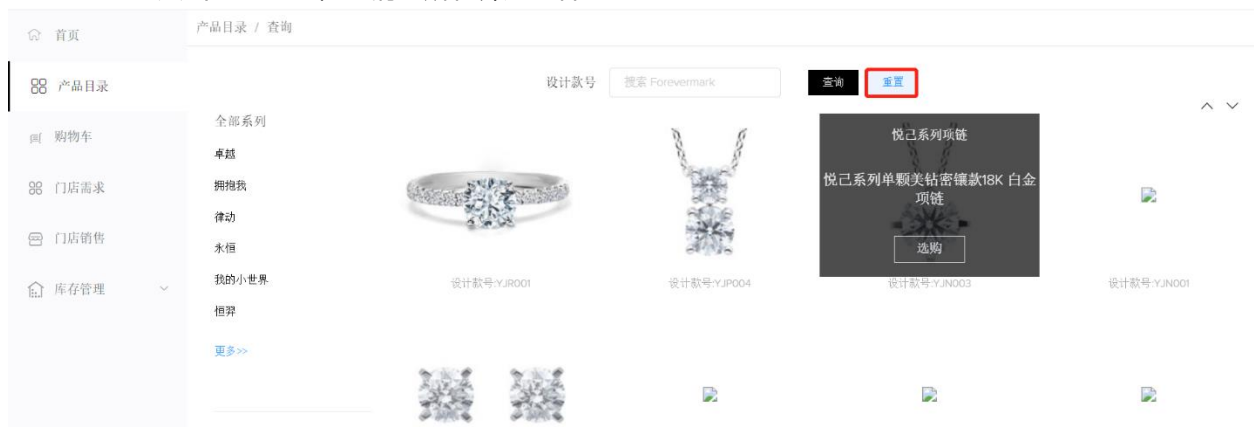 产品目录 / 查询
首页
产品目录
购物车
门店需求
门店销售
库存管理
设计款号
搜索 Forevermark
查询
重置
全部系列
卓越
拥抱我
律动
永恒
我的小世界
恒羿
更多>>
悦己系列项链
悦己系列单颗美钻密镶款18K 白金
项链
选购
设计款号:YJR001
设计款号:YJP004
设计款号:YJN003
设计款号:YJN001